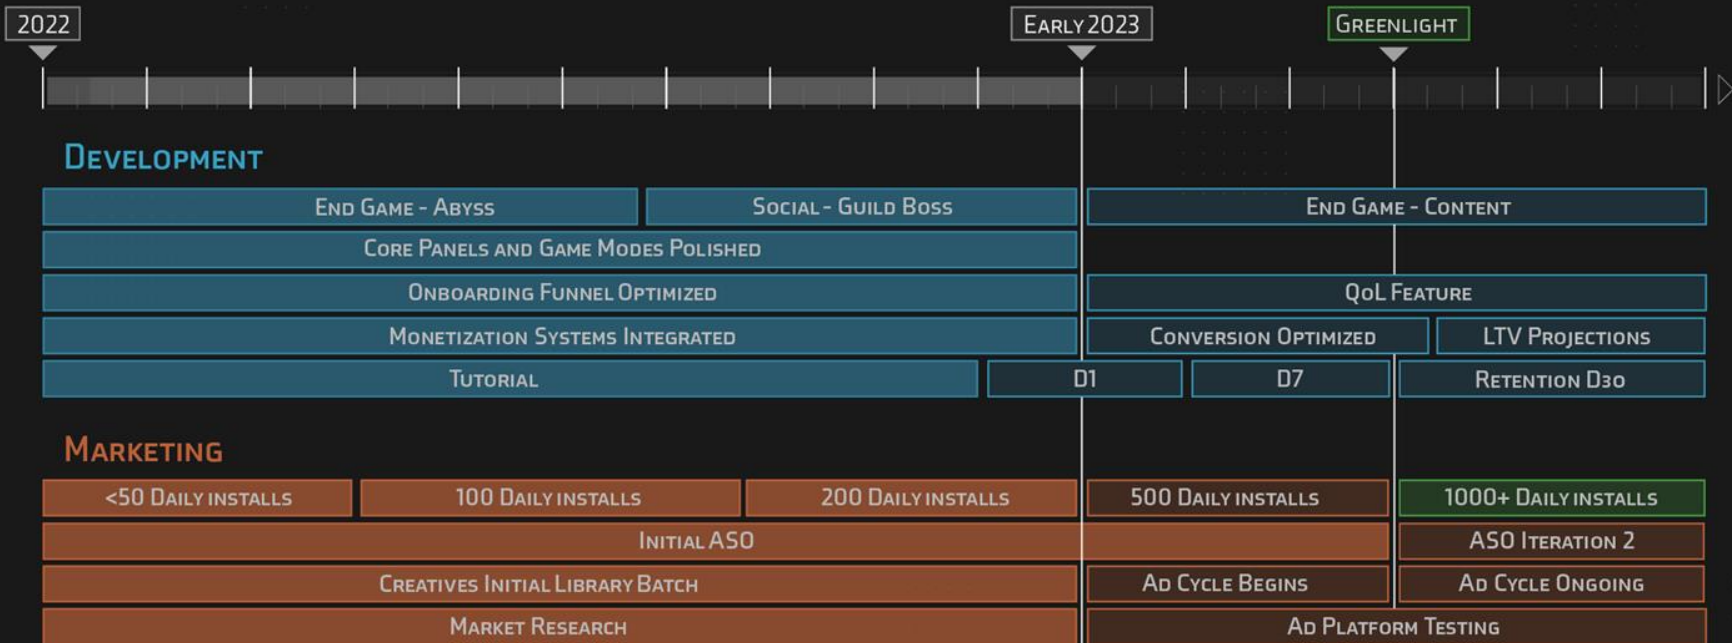 2022
Early 2023
Greenlight
Development
End Game - Abyss
Social - Guild Boss
End Game - Content
Core Panels and Game Modes Polished
Onboarding Funnel Optimized
QoL Feature
Monetization Systems Integrated
Conversion Optimized
LTV Projections
Tutorial
D1
D7
Retention D30
Marketing
<50 Daily installs
100 Daily installs
200 Daily installs
500 Daily installs
1000+ Daily installs
Initial ASO
ASO Iteration 2
Creatives Initial Library Batch
Ad Cycle Begins
Ad Cycle Ongoing
Market Research
Ad Platform Testing